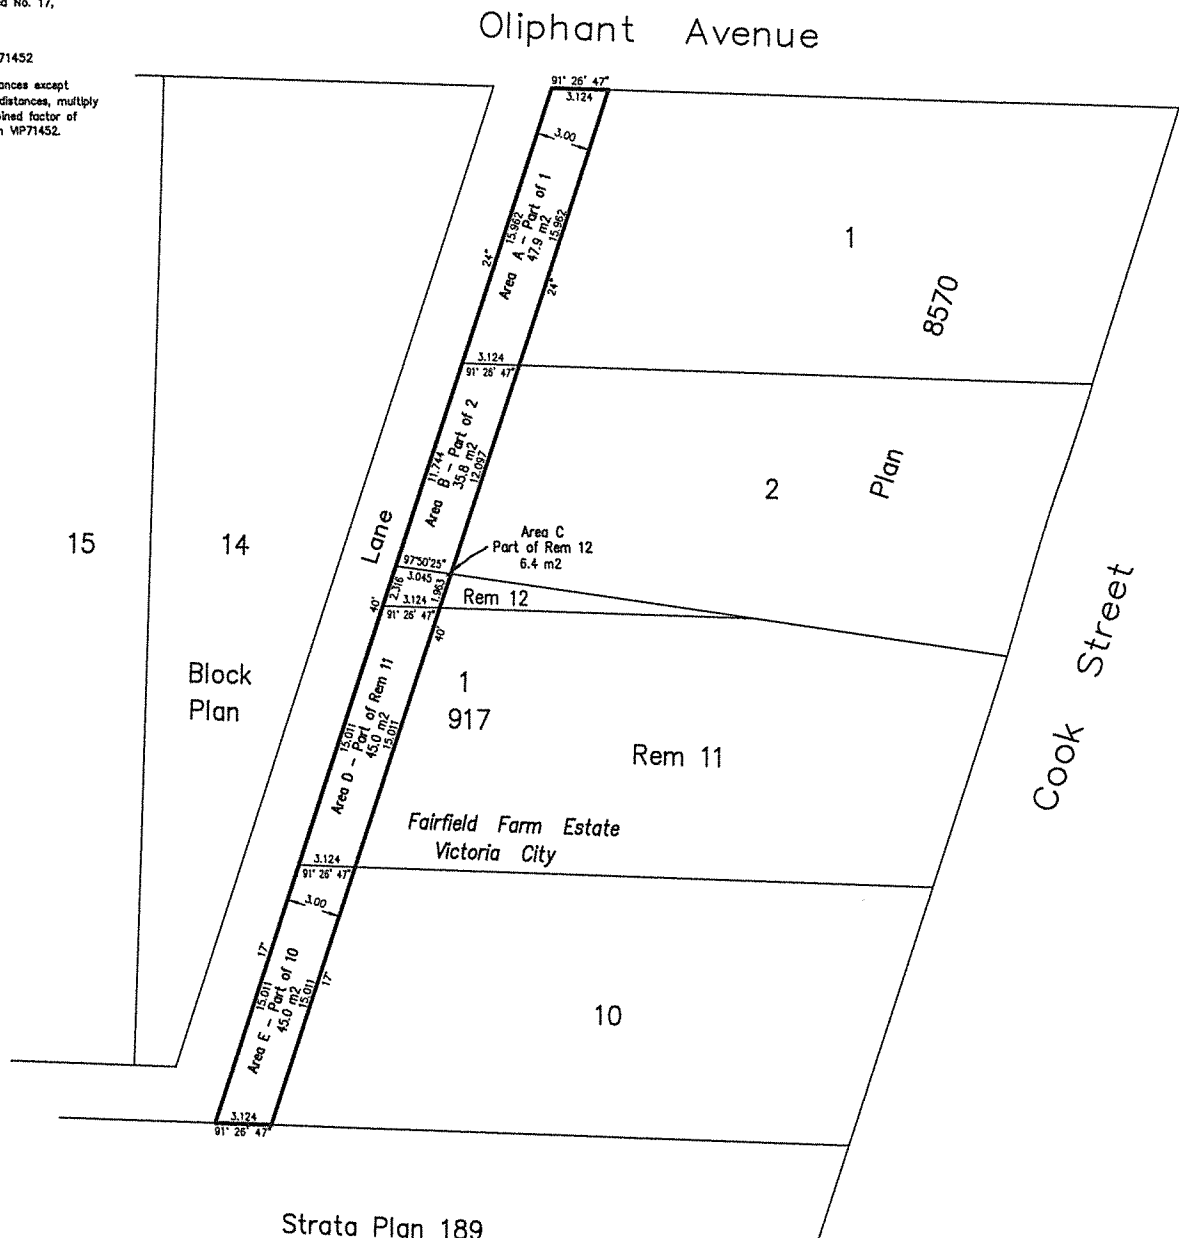 No. 17,
71452
ances except
distances, multiply
ined factor of
VIP71452.
Oliphant Avenue
91° 26' 47"
3.124
3.00
15.962
Area A - Part of 1
47.9 m2
15.962
24"
24"
1
8570
3.124
91° 26' 47"
11.744
Area B - Part of 2
35.8 m2
12.097
2
Plan
Lane
15
14
Area C
Part of Rem 12
6.4 m2
97°50'25"
3.045
2.316
1.963
3.124
91° 26' 47"
Rem 12
40'
40'
Block
Plan
1
917
15.011
Area D - Part of Rem 11
45.0 m2
15.011
Rem 11
Cook Street
Fairfield Farm Estate
Victoria City
3.124
91° 26' 47"
3.00
17"
17"
15.011
Area E - Part of 10
45.0 m2
15.011
10
3.124
91° 26' 47"
Strata Plan 189